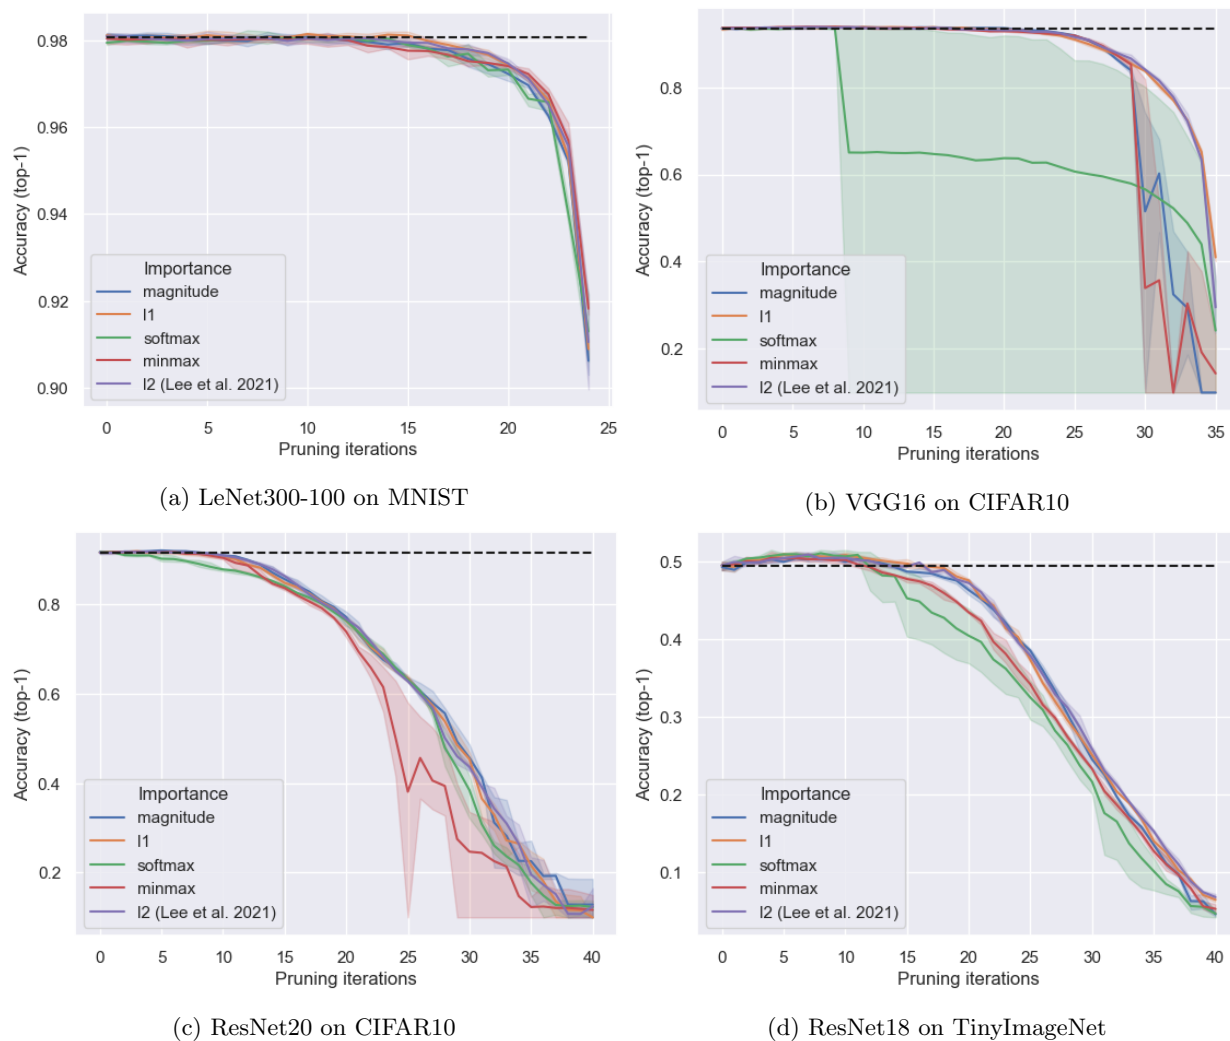 0.98
0.96
0.94
0.92
0.90
Accuracy (top-1)
Importance
magnitude
l1
softmax
minmax
l2 (Lee et al. 2021)
0 5 10 15 20 25
Pruning iterations
(a) LeNet300-100 on MNIST
0.8
0.6
0.4
0.2
Accuracy (top-1)
Importance
magnitude
l1
softmax
minmax
l2 (Lee et al. 2021)
0 5 10 15 20 25 30 35
Pruning iterations
(b) VGG16 on CIFAR10
0.8
0.6
0.4
0.2
Accuracy (top-1)
Importance
magnitude
l1
softmax
minmax
l2 (Lee et al. 2021)
0 5 10 15 20 25 30 35 40
Pruning iterations
(c) ResNet20 on CIFAR10
0.5
0.4
0.3
0.2
0.1
Accuracy (top-1)
Importance
magnitude
l1
softmax
minmax
l2 (Lee et al. 2021)
0 5 10 15 20 25 30 35 40
Pruning iterations
(d) ResNet18 on TinyImageNet